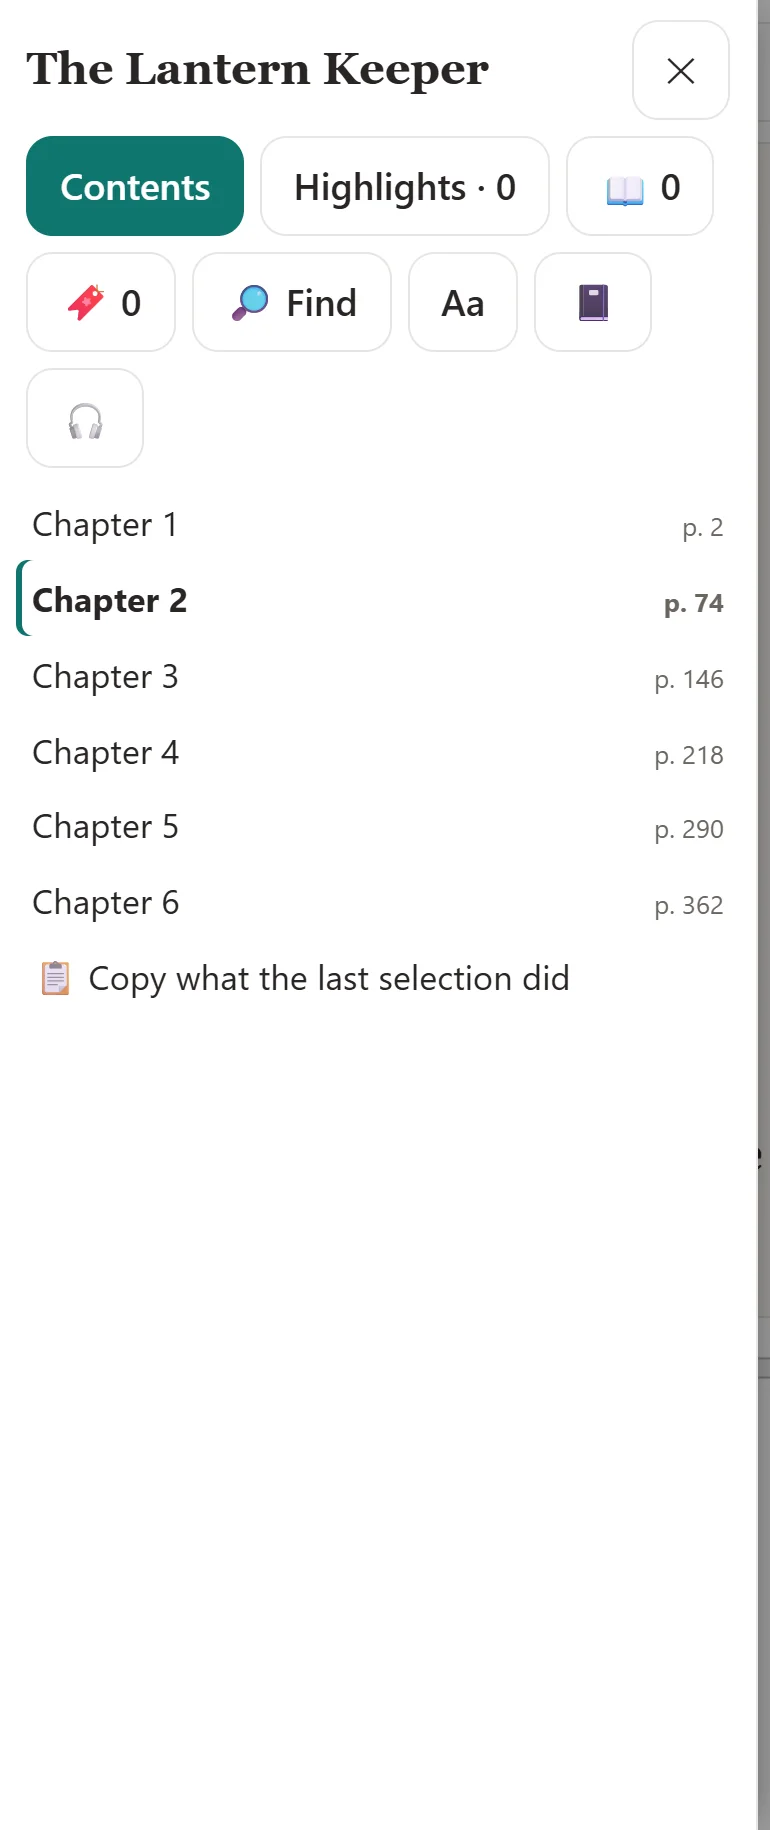 The Lantern Keeper
Contents Highlights · 0 0
0 Find Aa
Chapter 1 p. 2
Chapter 2 p. 74
Chapter 3 p. 146
Chapter 4 p. 218
Chapter 5 p. 290
Chapter 6 p. 362
Copy what the last selection did